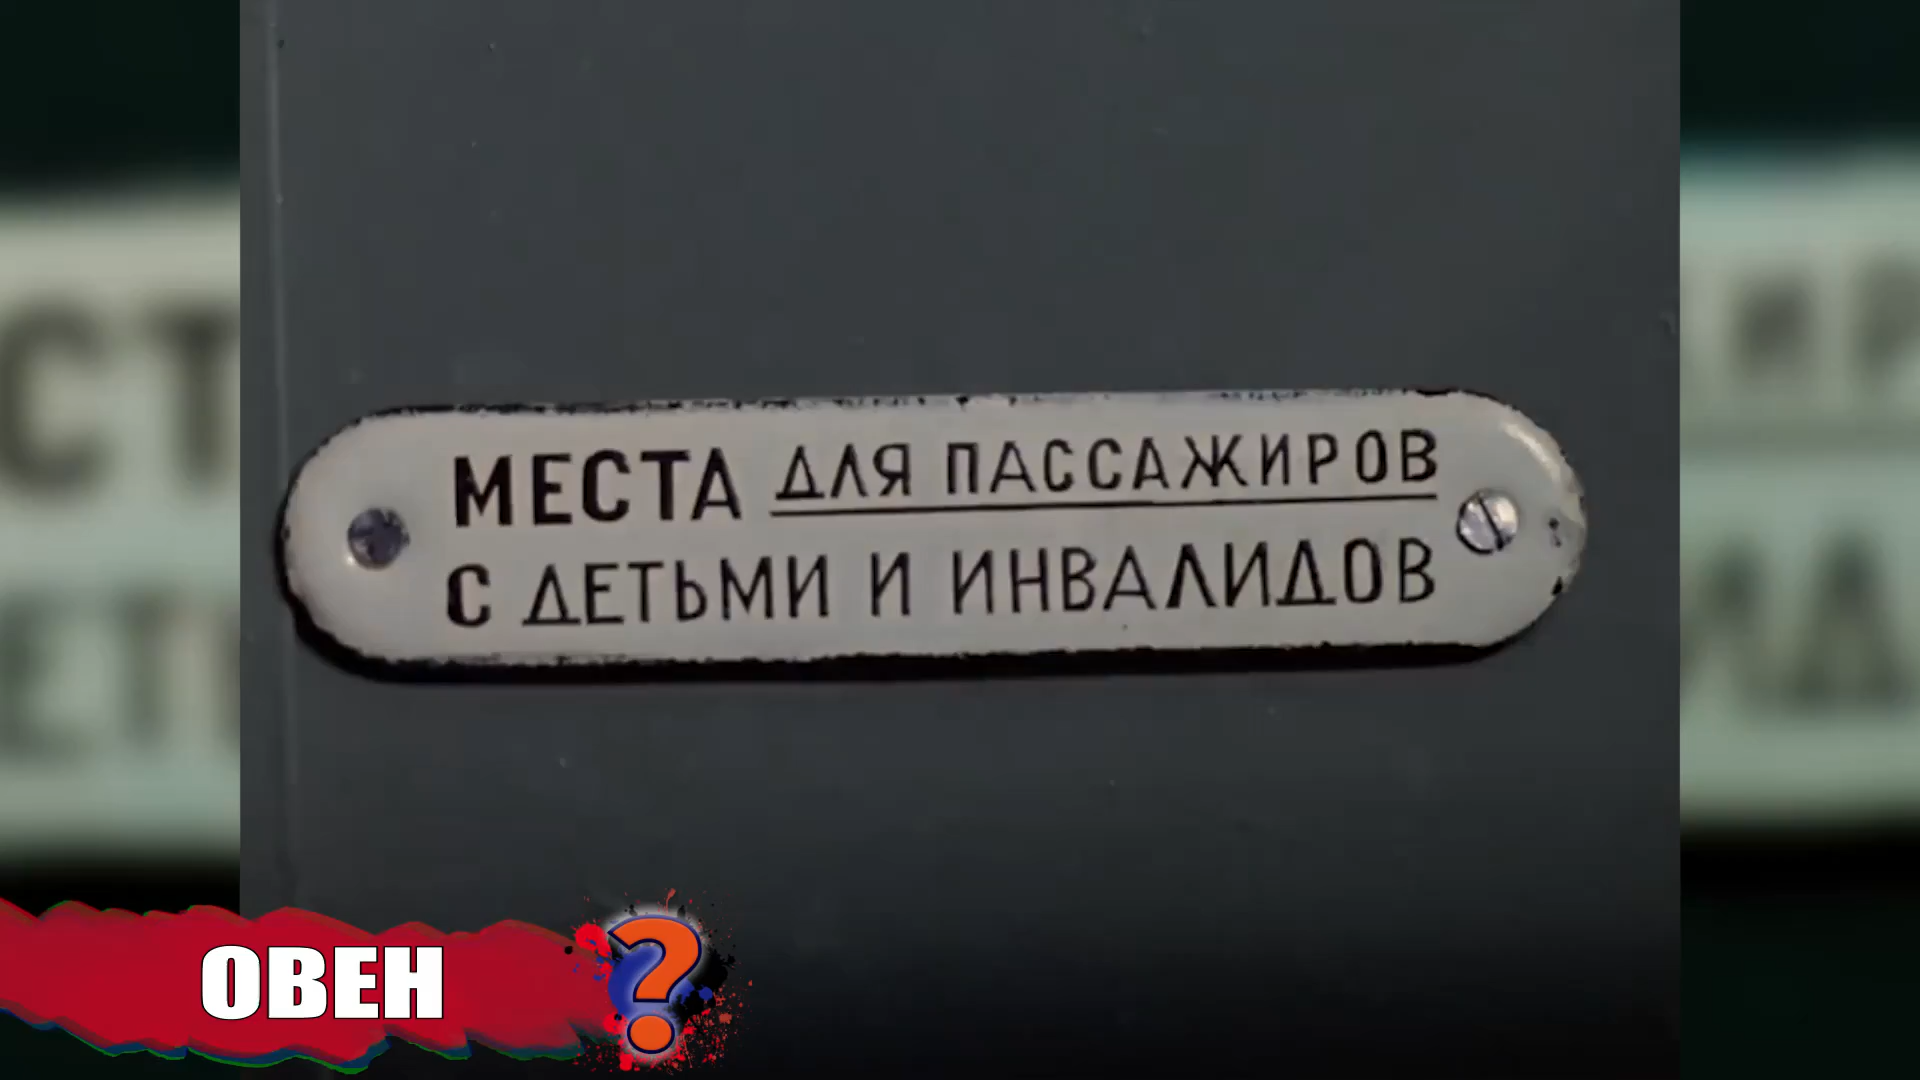 МЕСТА ДЛЯ ПАССАЖИРОВ
С ДЕТЬМИ И ИНВАЛИДОВ
ОВЕН
?